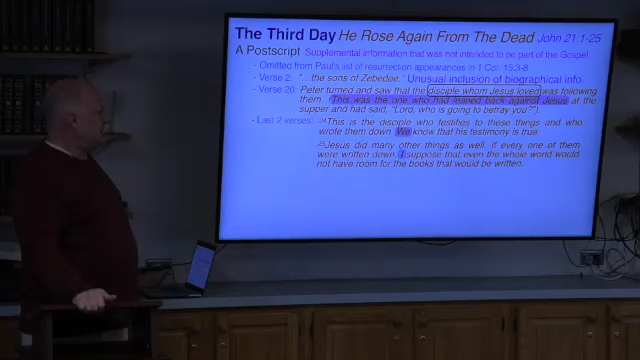 The Third Day He Rose Again From The Dead John 21:1-25
A Postscript Supplemental information that was not intended to be part of the Gospel
- Omitted from Paul's list of resurrection appearances in 1 Cor. 15:3-8
- Verse 2: "…the sons of Zebedee." Unusual inclusion of biographical info.
- Verse 20: Peter turned and saw that the disciple whom Jesus loved was following
them. (This was the one who had leaned back against Jesus at the
supper and had said, "Lord, who is going to betray you?")
- Last 2 verses: 24This is the disciple who testifies to these things and who
wrote them down. We know that his testimony is true.
25Jesus did many other things as well. If every one of them
were written down, I suppose that even the whole world would
not have room for the books that would be written.